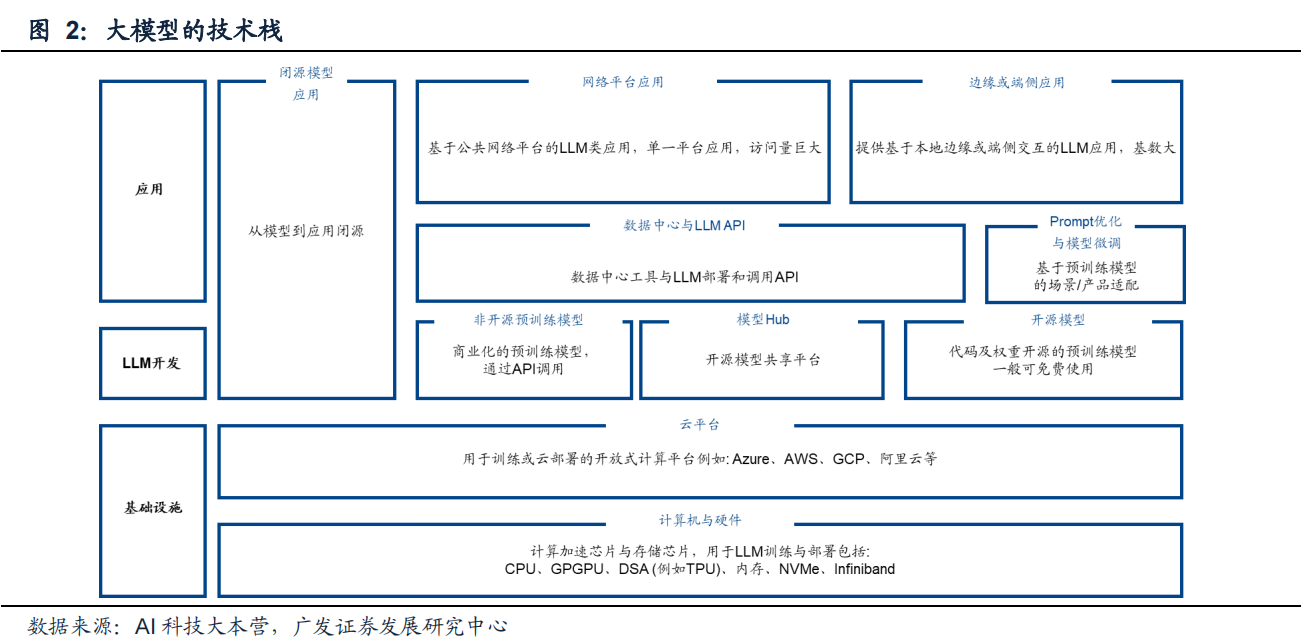 图 2：大模型的技术栈
应用
闭源模型
应用
从模型到应用闭源
网络平台应用
基于公共网络平台的LLM类应用，单一平台应用，访问量巨大
边缘或端侧应用
提供基于本地边缘或端侧交互的LLM应用，基数大
数据中心与LLM API
数据中心工具与LLM部署和调用API
Prompt优化
与模型微调
基于预训练模型
的场景/产品适配
LLM开发
非开源预训练模型
商业化的预训练模型，
通过API调用
模型Hub
开源模型共享平台
开源模型
代码及权重开源的预训练模型
一般可免费使用
基础设施
云平台
用于训练或云部署的开放式计算平台例如: Azure、AWS、GCP、阿里云等
计算机与硬件
计算加速芯片与存储芯片，用于LLM训练与部署包括:
CPU、GPGPU、DSA (例如TPU)、内存、NVMe、Infiniband
数据来源：AI 科技大本营，广发证券发展研究中心